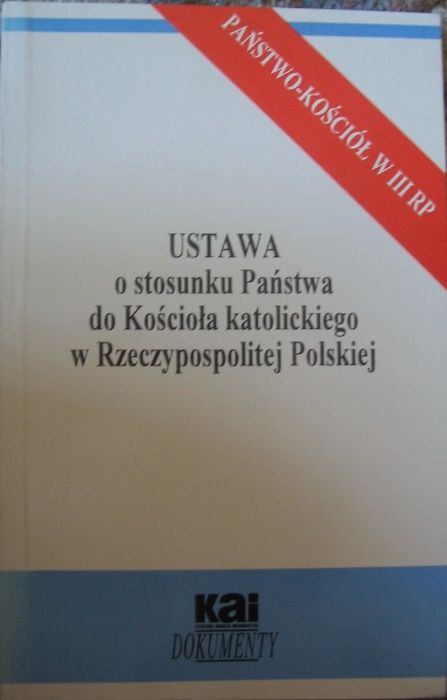 PAŃSTWO-KOŚCIÓŁ W III RP
USTAWA
o stosunku Państwa
do Kościoła katolickiego
w Rzeczypospolitej Polskiej
kai
DOKUMENTY